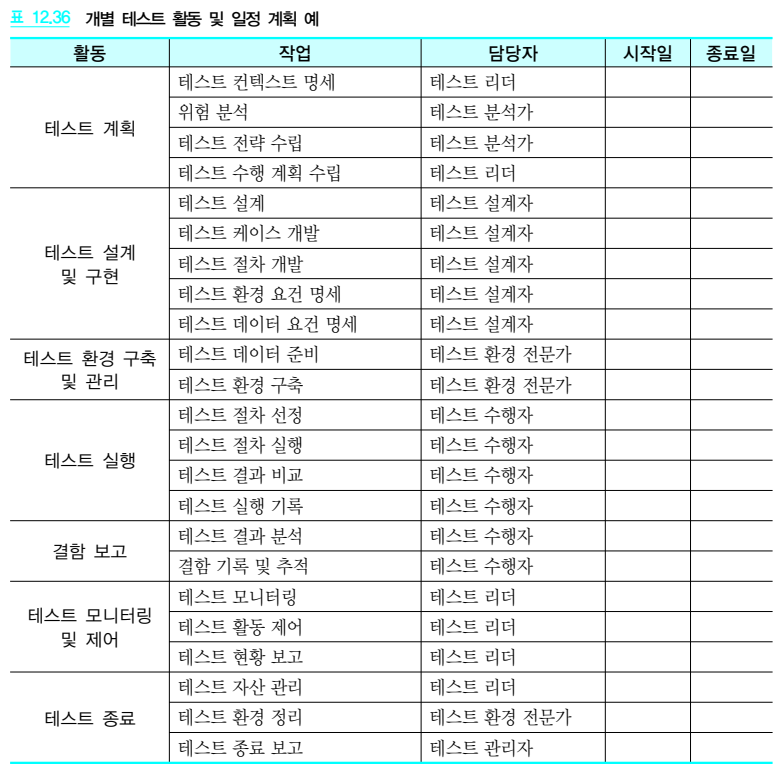 표 12.36 개별 테스트 활동 및 일정 계획 예
활동 작업 담당자 시작일 종료일
테스트 계획
테스트 컨텍스트 명세 테스트 리더
위험 분석 테스트 분석가
테스트 전략 수립 테스트 분석가
테스트 수행 계획 수립 테스트 리더
테스트 설계
및 구현
테스트 설계 테스트 설계자
테스트 케이스 개발 테스트 설계자
테스트 절차 개발 테스트 설계자
테스트 환경 요건 명세 테스트 설계자
테스트 데이터 요건 명세 테스트 설계자
테스트 환경 구축
및 관리
테스트 데이터 준비 테스트 환경 전문가
테스트 환경 구축 테스트 환경 전문가
테스트 실행
테스트 절차 선정 테스트 수행자
테스트 절차 실행 테스트 수행자
테스트 결과 비교 테스트 수행자
테스트 실행 기록 테스트 수행자
결함 보고
테스트 결과 분석 테스트 수행자
결함 기록 및 추적 테스트 수행자
테스트 모니터링
및 제어
테스트 모니터링 테스트 리더
테스트 활동 제어 테스트 리더
테스트 현황 보고 테스트 리더
테스트 종료
테스트 자산 관리 테스트 리더
테스트 환경 정리 테스트 환경 전문가
테스트 종료 보고 테스트 관리자